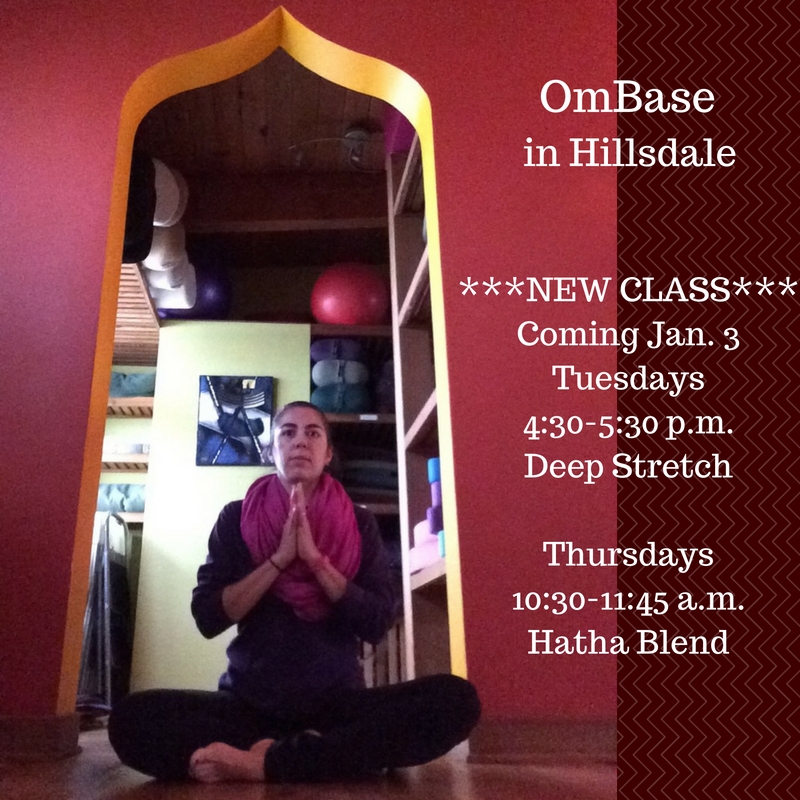 OmBase
in Hillsdale
***NEW CLASS***
Coming Jan. 3
Tuesdays
4:30-5:30 p.m.
Deep Stretch
Thursdays
10:30-11:45 a.m.
Hatha Blend